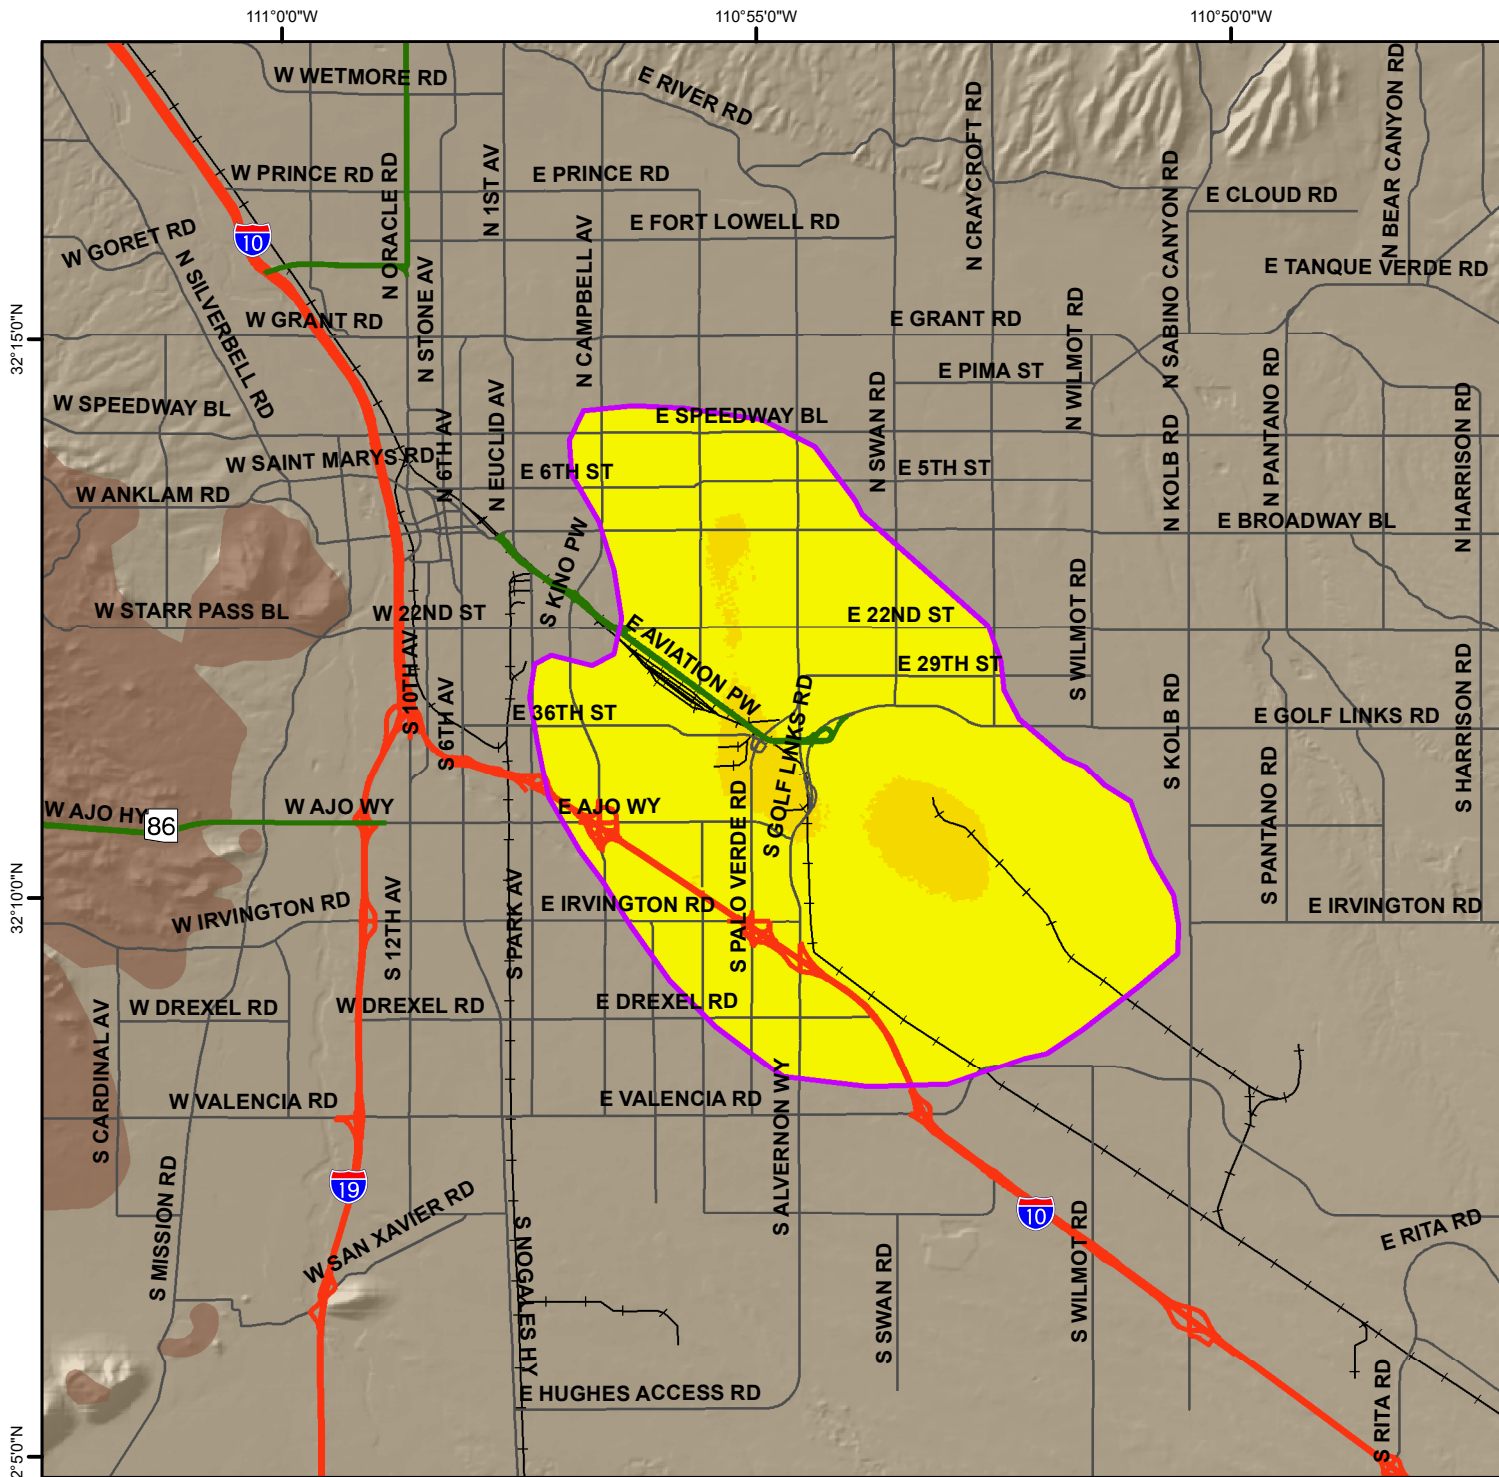 111°0'0"W
110°55'0"W
110°50'0"W
W WETMORE RD
E RIVER RD
N BEAR CANYON RD
N CRAYCROFT RD
W PRINCE RD
N ORACLE RD
N 1ST AV
E PRINCE RD
N SABINO CANYON RD
E CLOUD RD
E FORT LOWELL RD
W GORET RD
10
N CAMPBELL AV
N SILVERBELL RD
N STONE AV
E TANQUE VERDE RD
32°15'0"N
W GRANT RD
E GRANT RD
N WILMOT RD
E PIMA ST
N PANTANO RD
N SWAN RD
N HARRISON RD
W SPEEDWAY BL
E SPEEDWAY BL
N EUCLID AV
N 6TH AV
N KOLB RD
W SAINT MARYS RD
E 6TH ST
E 5TH ST
W ANKLAM RD
E BROADWAY BL
S KINO PW
W STARR PASS BL
W 22ND ST
E 22ND ST
S WILMOT RD
E AVIATION PW
E 29TH ST
S 10TH AV
S 6TH AV
E 36TH ST
S GOLF LINKS RD
E GOLF LINKS RD
S KOLB RD
S HARRISON RD
S PANTANO RD
W AJO HY
86
W AJO WY
E AJO WY
S PALO VERDE RD
32°10'0"N
W IRVINGTON RD
S 12TH AV
S PARK AV
E IRVINGTON RD
E IRVINGTON RD
W DREXEL RD
W DREXEL RD
E DREXEL RD
S CARDINAL AV
W VALENCIA RD
E VALENCIA RD
S ALVERNON WY
S MISSION RD
19
W SAN XAVIER RD
10
S NOGALES HY
S SWAN RD
S WILMOT RD
E RITA RD
E HUGHES ACCESS RD
S RITA RD
2°5'0"N